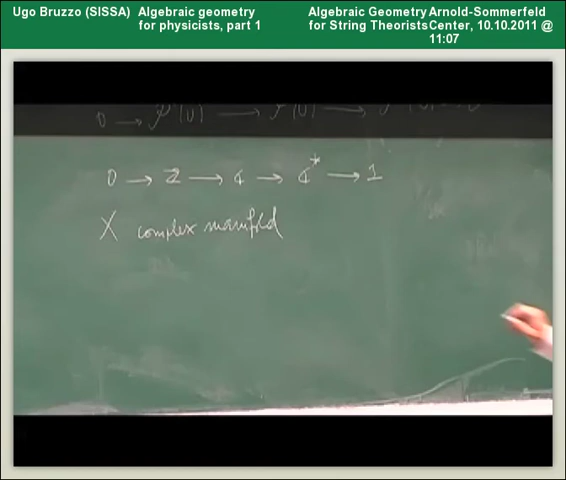 Ugo Bruzzo (SISSA)
Algebraic geometry
for physicists, part 1
Algebraic Geometry
for String Theorists
Arnold-Sommerfeld
Center, 10.10.2011 @
11:07
0 → ℤ → ℂ → ℂ* → 1
X complex manifold